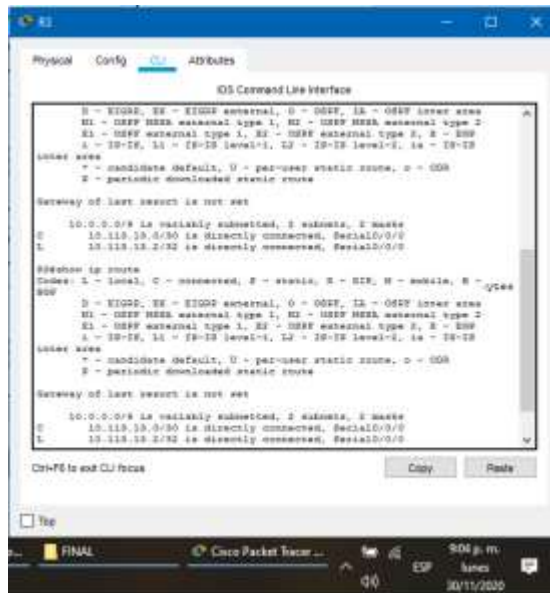 Physical Config CLI Attributes
IOS Command Line Interface
D - EIGRP, EX - EIGRP external, O - OSPF, IA - OSPF inter area
N1 - OSPF NSSA external type 1, N2 - OSPF NSSA external type 2
E1 - OSPF external type 1, E2 - OSPF external type 2, E - EGP
i - IS-IS, L1 - IS-IS level-1, L2 - IS-IS level-2, ia - IS-IS
inter area
* - candidate default, U - per-user static route, o - ODR
P - periodic downloaded static route
Gateway of last resort is not set
10.0.0.0/8 is variably subnetted, 2 subnets, 2 masks
C is directly connected, Serial0/0/0
L is directly connected, Serial0/0/0
show ip route
Codes: L - local, C - connected, S - static, R - RIP, M - mobile, B -
BGP
D - EIGRP, EX - EIGRP external, O - OSPF, IA - OSPF inter area
N1 - OSPF NSSA external type 1, N2 - OSPF NSSA external type 2
E1 - OSPF external type 1, E2 - OSPF external type 2, E - EGP
i - IS-IS, L1 - IS-IS level-1, L2 - IS-IS level-2, ia - IS-IS
inter area
* - candidate default, U - per-user static route, o - ODR
P - periodic downloaded static route
Gateway of last resort is not set
10.0.0.0/8 is variably subnetted, 2 subnets, 2 masks
C is directly connected, Serial0/0/0
L is directly connected, Serial0/0/0
Ctrl+F6 to exit CLI focus Copy Paste
Top
FINAL Cisco Packet Tracer ... ESP 9:04 p. m.
lunes
30/11/2020